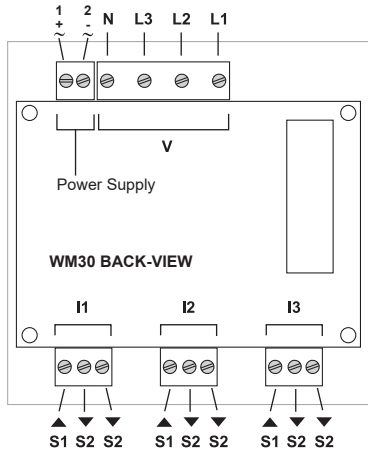 1 2
+ -
~ ~
N L3 L2 L1
V
Power Supply
WM30 BACK-VIEW
I1 I2 I3
S1 S2 S2 S1 S2 S2 S1 S2 S2